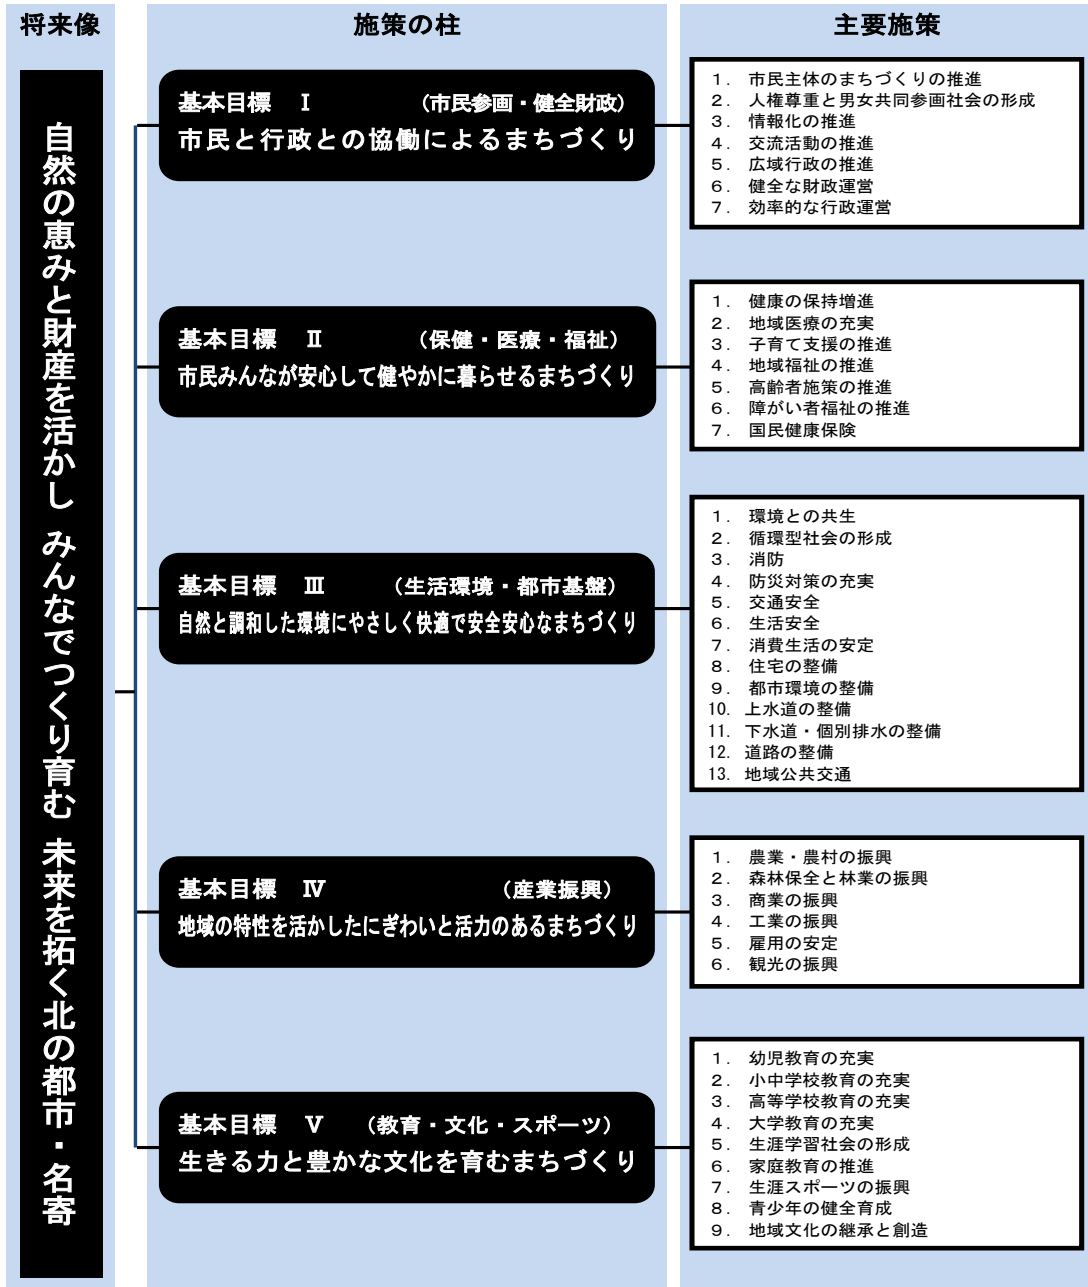 将来像
施策の柱
主要施策
自然の恵みと財産を活かし みんなでつくり育む 未来を拓く北の都市・名寄
基本目標 Ⅰ (市民参画・健全財政)
市民と行政との協働によるまちづくり
1. 市民主体のまちづくりの推進
2. 人権尊重と男女共同参画社会の形成
3. 情報化の推進
4. 交流活動の推進
5. 広域行政の推進
6. 健全な財政運営
7. 効率的な行政運営
基本目標 Ⅱ (保健・医療・福祉)
市民みんなが安心して健やかに暮らせるまちづくり
1. 健康の保持増進
2. 地域医療の充実
3. 子育て支援の推進
4. 地域福祉の推進
5. 高齢者施策の推進
6. 障がい者福祉の推進
7. 国民健康保険
基本目標 Ⅲ (生活環境・都市基盤)
自然と調和した環境にやさしく快適で安全安心なまちづくり
1. 環境との共生
2. 循環型社会の形成
3. 消防
4. 防災対策の充実
5. 交通安全
6. 生活安全
7. 消費生活の安定
8. 住宅の整備
9. 都市環境の整備
10. 上水道の整備
11. 下水道・個別排水の整備
12. 道路の整備
13. 地域公共交通
基本目標 Ⅳ (産業振興)
地域の特性を活かしたにぎわいと活力のあるまちづくり
1. 農業・農村の振興
2. 森林保全と林業の振興
3. 商業の振興
4. 工業の振興
5. 雇用の安定
6. 観光の振興
基本目標 Ⅴ (教育・文化・スポーツ)
生きる力と豊かな文化を育むまちづくり
1. 幼児教育の充実
2. 小中学校教育の充実
3. 高等学校教育の充実
4. 大学教育の充実
5. 生涯学習社会の形成
6. 家庭教育の推進
7. 生涯スポーツの振興
8. 青少年の健全育成
9. 地域文化の継承と創造